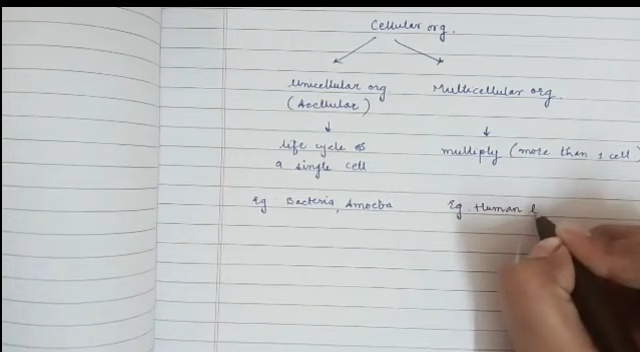 Cellular org.
Unicellular org
(Acellular)
Multicellular org.
life cycle of
a single cell
multiply (more than 1 cell)
Eg Bacteria, Amoeba
Eg. Human